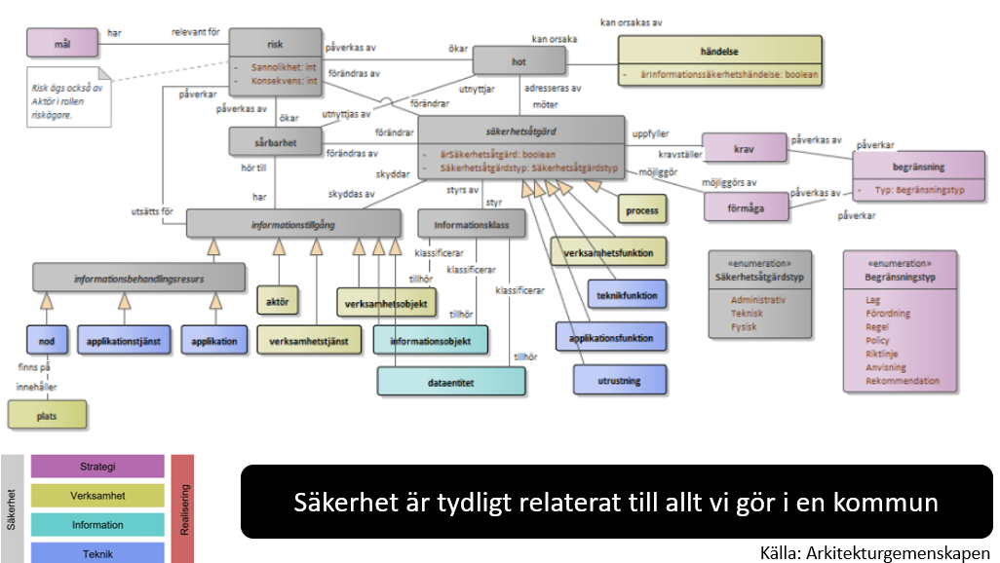 mål
har
relevant för
risk
- Sannolikhet: int
- Konsekvens: int
Risk ägs också av
Aktör i rollen
riskägare.
påverkas av
ökar
hot
kan orsaka
kan orsakas av
händelse
- ärInformationssäkerhetshändelse: boolean
förändras av
påverkar
påverkas av
ökar
utnyttjar
utnyttjas av
adresseras av
möter
förändrar
förändrar
förändras av
sårbarhet
säkerhetsåtgärd
- ärSäkerhetsåtgärd: boolean
- Säkerhetsåtgärdstyp: Säkerhetsåtgärdstyp
uppfyller
kravställer
krav
påverkas av
påverkar
begränsning
- Typ: Begränsningstyp
möjliggör
möjliggörs av
förmåga
påverkas av
påverkar
hör till
har
skyddar
skyddas av
styrs av
styr
utsätts för
informationstillgång
Informationsklass
process
klassificerar
klassificerar
klassificerar
tillhör
tillhör
tillhör
verksamhetsfunktion
informationsbehandlingsresurs
aktör
verksamhetsobjekt
teknikfunktion
nod
applikationstjänst
applikation
verksamhetstjänst
informationsobjekt
applikationsfunktion
dataentitet
utrustning
finns på
innehåller
plats
«enumeration»
Säkerhetsåtgärdstyp
Administrativ
Teknisk
Fysisk
«enumeration»
Begränsningstyp
Lag
Förordning
Regel
Policy
Riktlinje
Anvisning
Rekommendation
Säkerhet
Strategi
Verksamhet
Information
Teknik
Realisering
Säkerhet är tydligt relaterat till allt vi gör i en kommun
Källa: Arkitekturgemenskapen